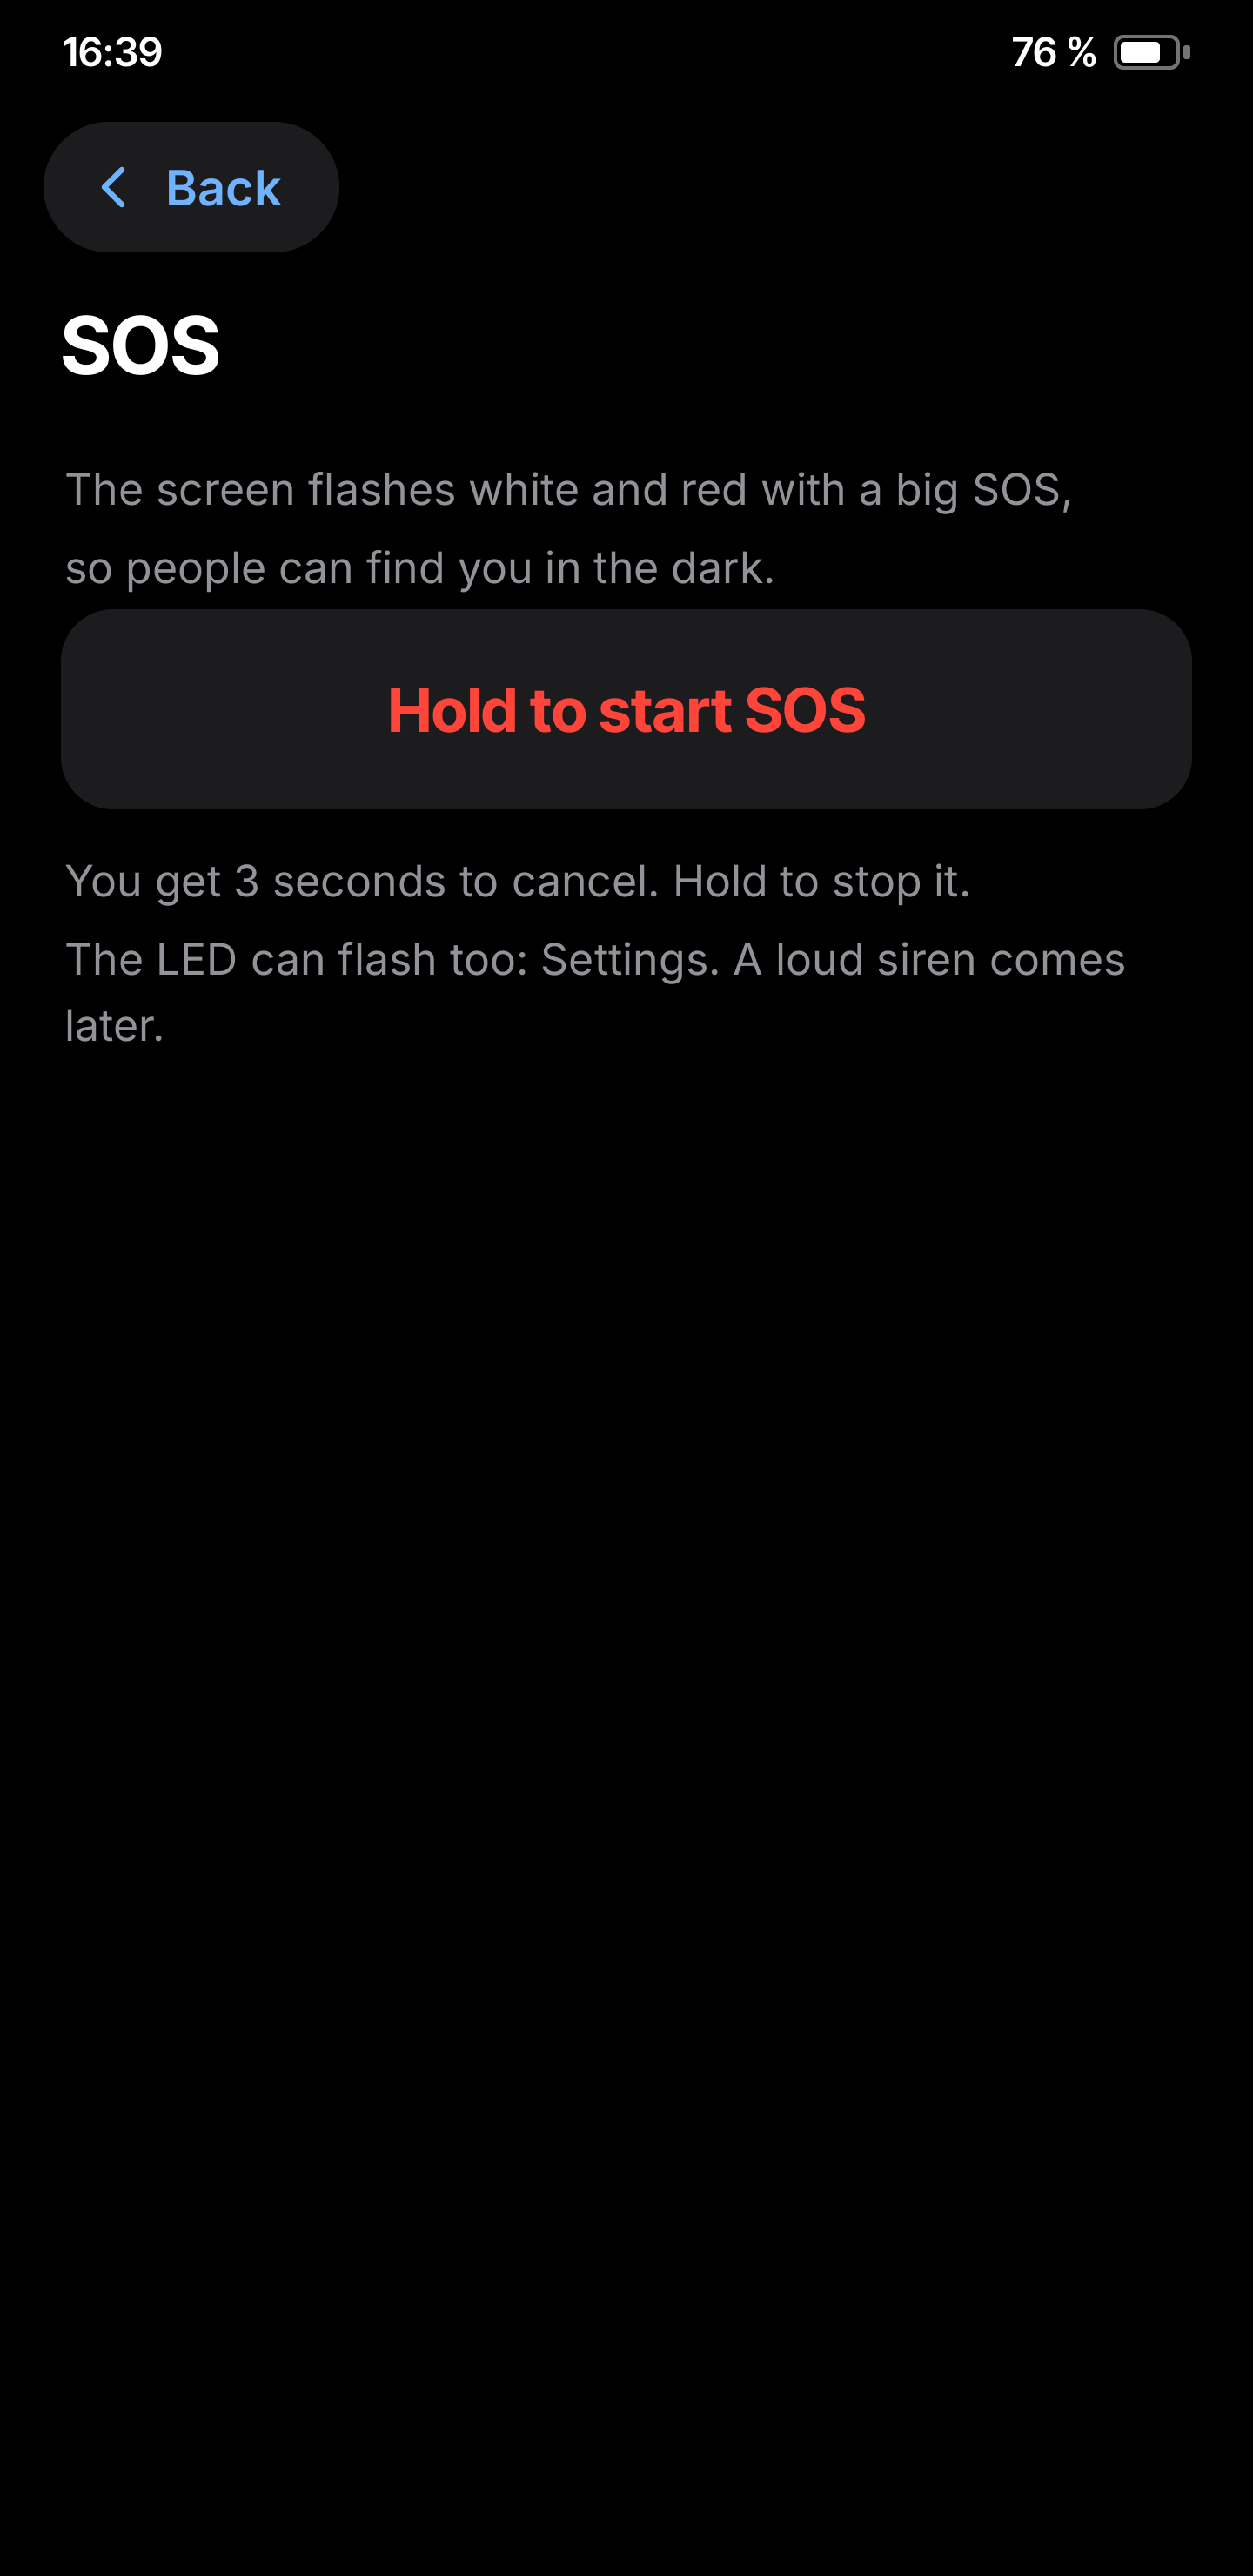 16:39
76 %
Back
SOS
The screen flashes white and red with a big SOS,
so people can find you in the dark.
Hold to start SOS
You get 3 seconds to cancel. Hold to stop it.
The LED can flash too: Settings. A loud siren comes
later.